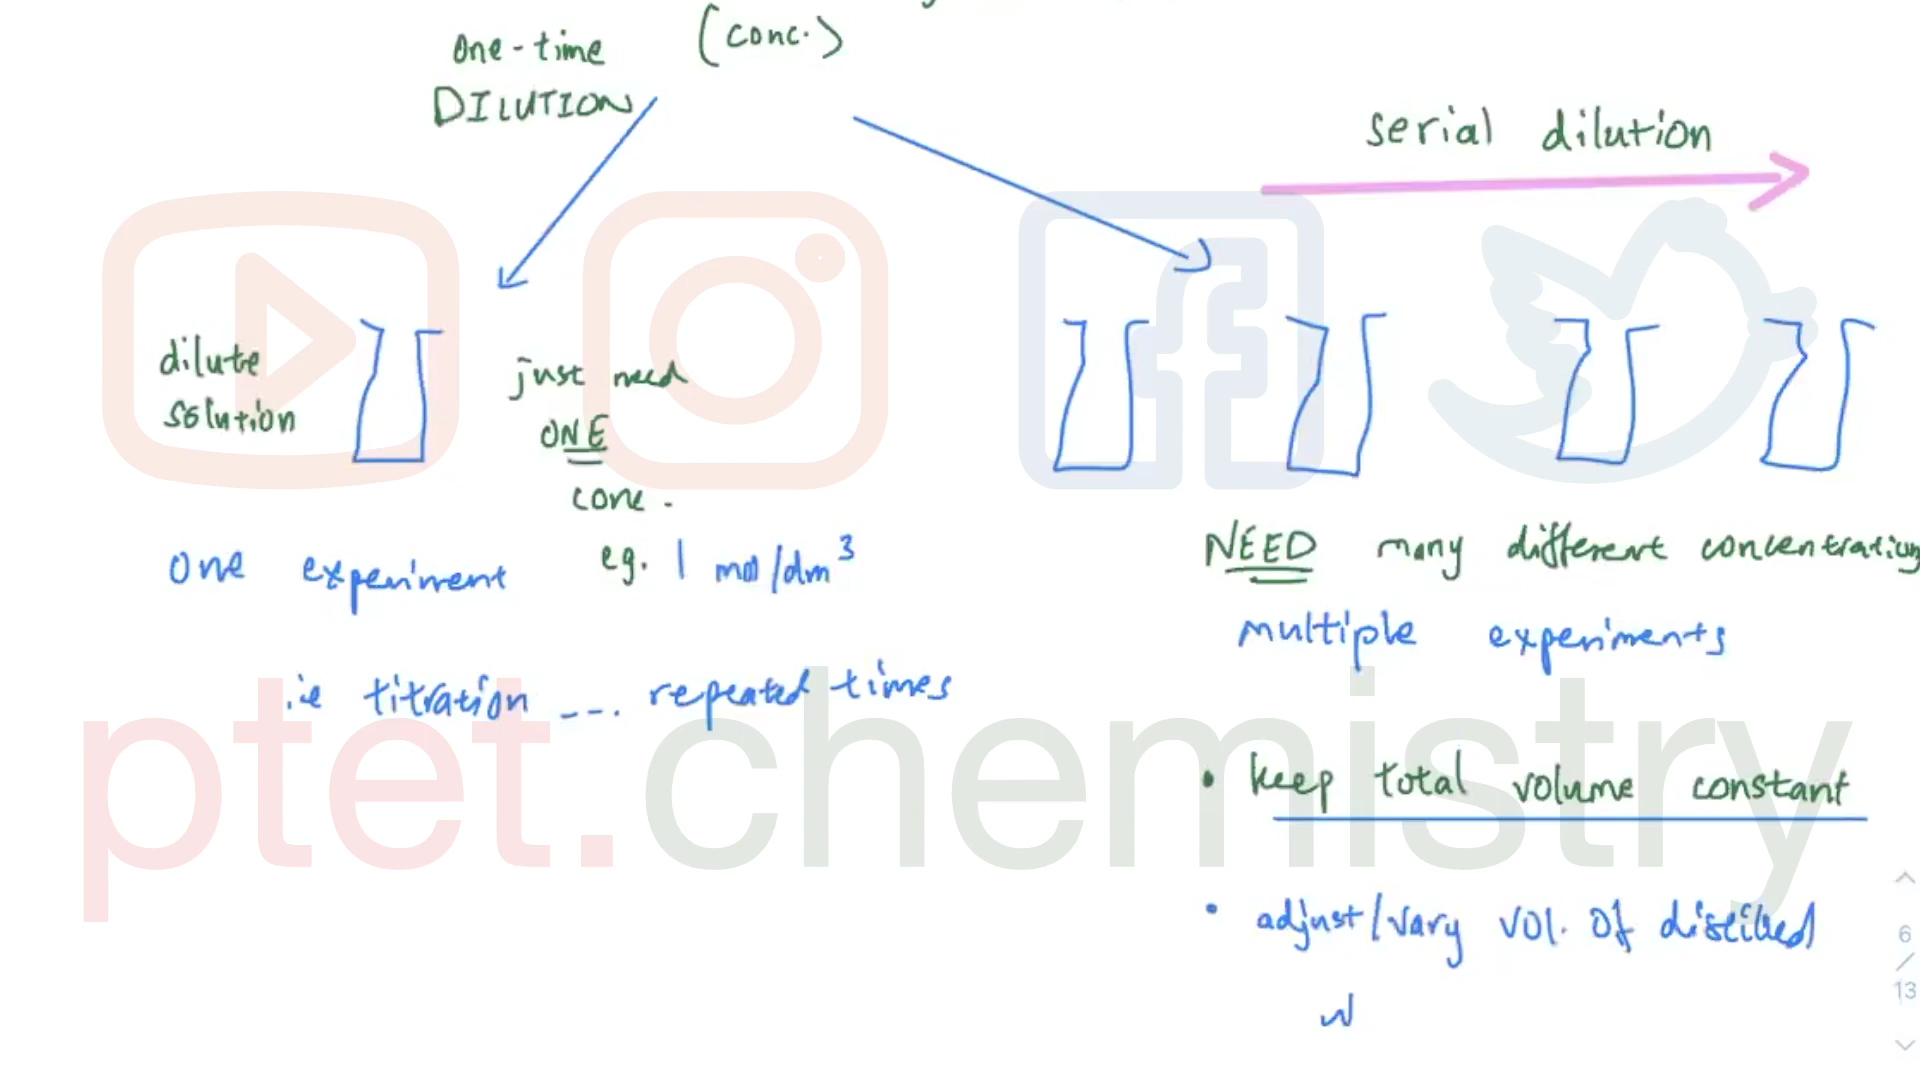 one-time
(conc.)
DILUTION
serial dilution
dilute
solution
just need
ONE
conc.
eg. 1 mol/dm³
one experiment
i.e titration ---. repeated times
NEED many different concentrations
multiple experiments
• keep total volume constant
• adjust/vary vol. of distilled
w
ptet.chemistry
6
/
13